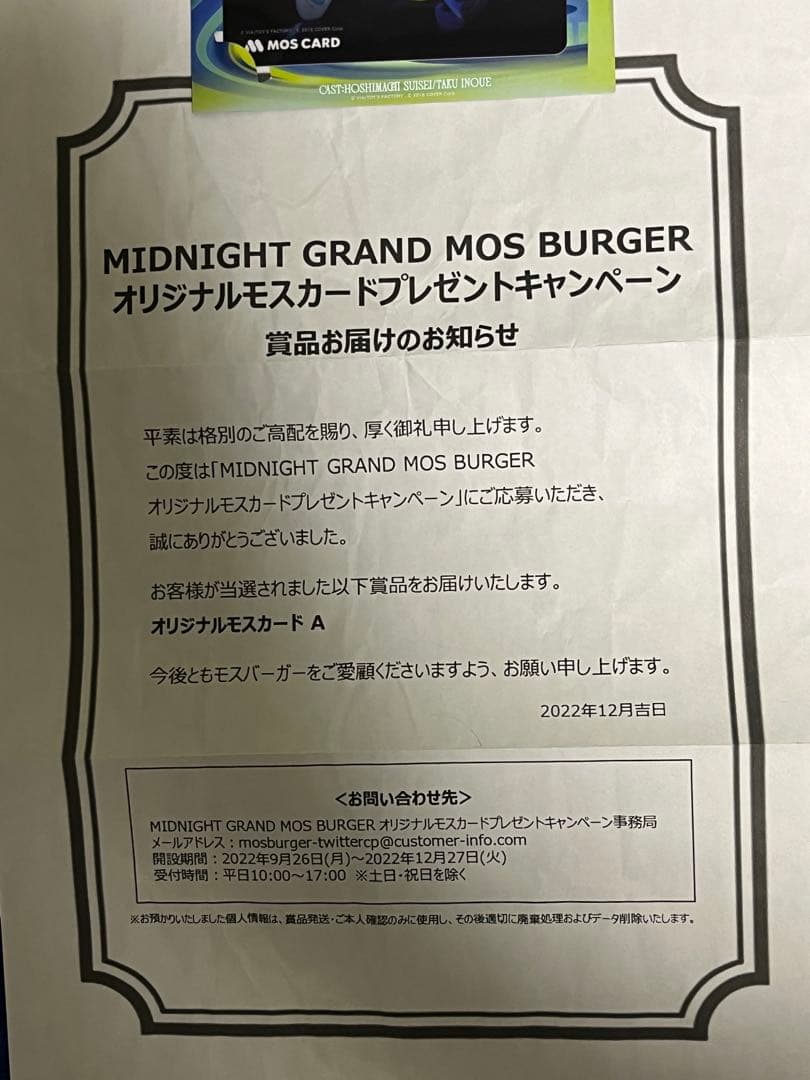 MOS CARD
CAST:HOSHIMACHI SUISEI/TAKU INOUE
MIDNIGHT GRAND MOS BURGER
オリジナルモスカードプレゼントキャンペーン
賞品お届けのお知らせ
平素は格別のご高配を賜り、厚く御礼申し上げます。
この度は「MIDNIGHT GRAND MOS BURGER
オリジナルモスカードプレゼントキャンペーン」にご応募いただき、
誠にありがとうございました。
お客様が当選されました以下賞品をお届けいたします。
オリジナルモスカード A
今後ともモスバーガーをご愛顧くださいますよう、お願い申し上げます。
2022年12月吉日
＜お問い合わせ先＞
MIDNIGHT GRAND MOS BURGER オリジナルモスカードプレゼントキャンペーン事務局
メールアドレス：mosburger-twittercp@customer-info.com
開設期間：2022年9月26日(月)～2022年12月27日(火)
受付時間：平日10:00～17:00 ※土日・祝日を除く
※お預かりいたしました個人情報は、賞品発送・ご本人確認のみに使用し、その後適切に廃棄処理およびデータ削除いたします。